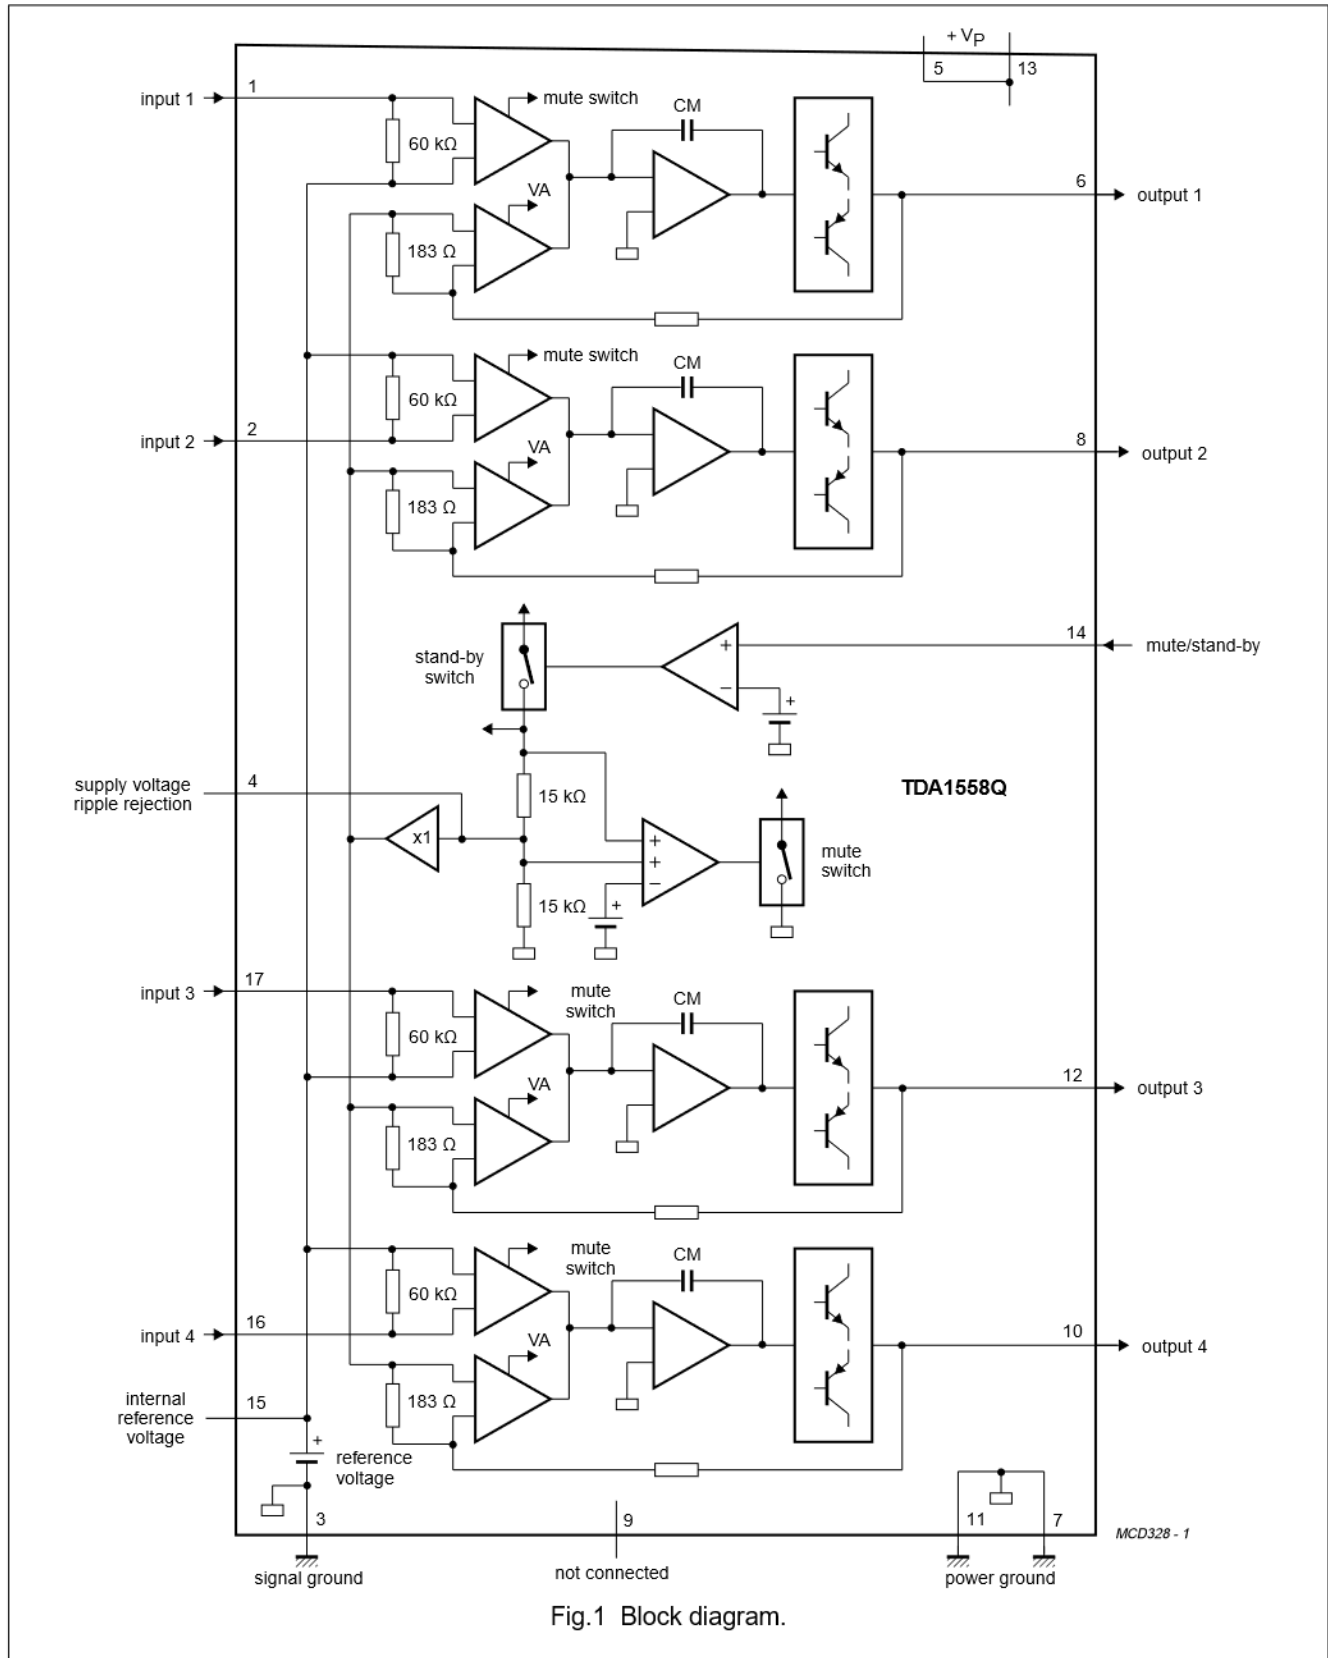 + VP
5
13
input 1
1
mute switch
CM
60 kΩ
VA
6
output 1
183 Ω
mute switch
CM
60 kΩ
input 2
2
VA
8
output 2
183 Ω
14
mute/stand-by
+
−
+
stand-by
switch
supply voltage
ripple rejection
4
15 kΩ
TDA1558Q
x1
+
+
−
mute
switch
15 kΩ
+
input 3
17
mute
switch
CM
60 kΩ
VA
12
output 3
183 Ω
mute
switch
CM
60 kΩ
input 4
16
VA
10
output 4
183 Ω
internal
reference
voltage
15
+
reference
voltage
3
9
11
7
MCD328 - 1
signal ground
not connected
power ground
Fig.1 Block diagram.